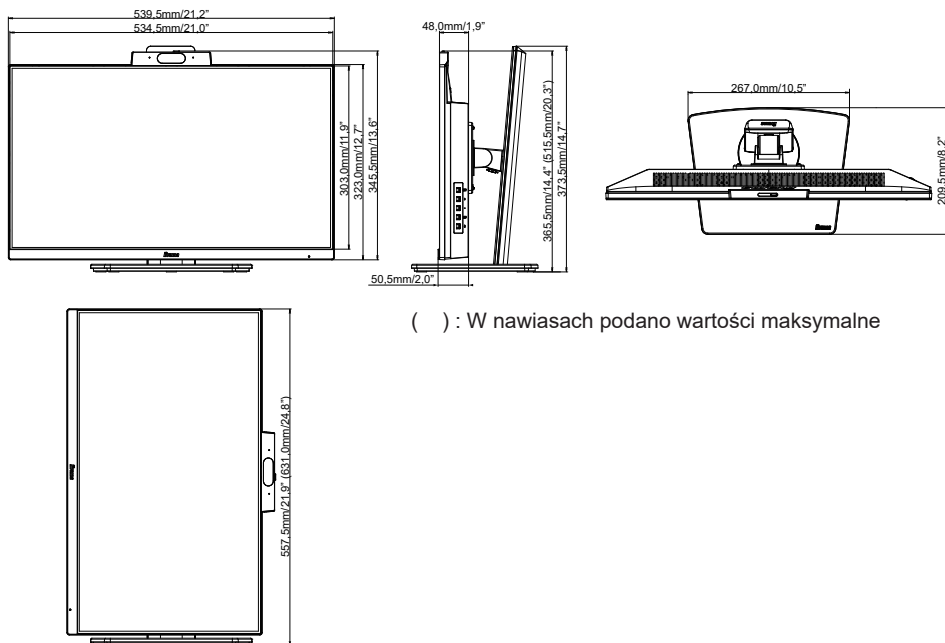 539,5mm/21,2”
534,5mm/21,0”
303,0mm/11,9”
323,0mm/12,7”
345,5mm/13,6”
48,0mm/1,9”
365,5mm/14,4” (515,5mm/20,3”)
373,5mm/14,7”
50,5mm/2,0”
267,0mm/10,5”
209,5mm/8,2”
( ) : W nawiasach podano wartości maksymalne
557,5mm/21,9” (631,0mm/24,8”)